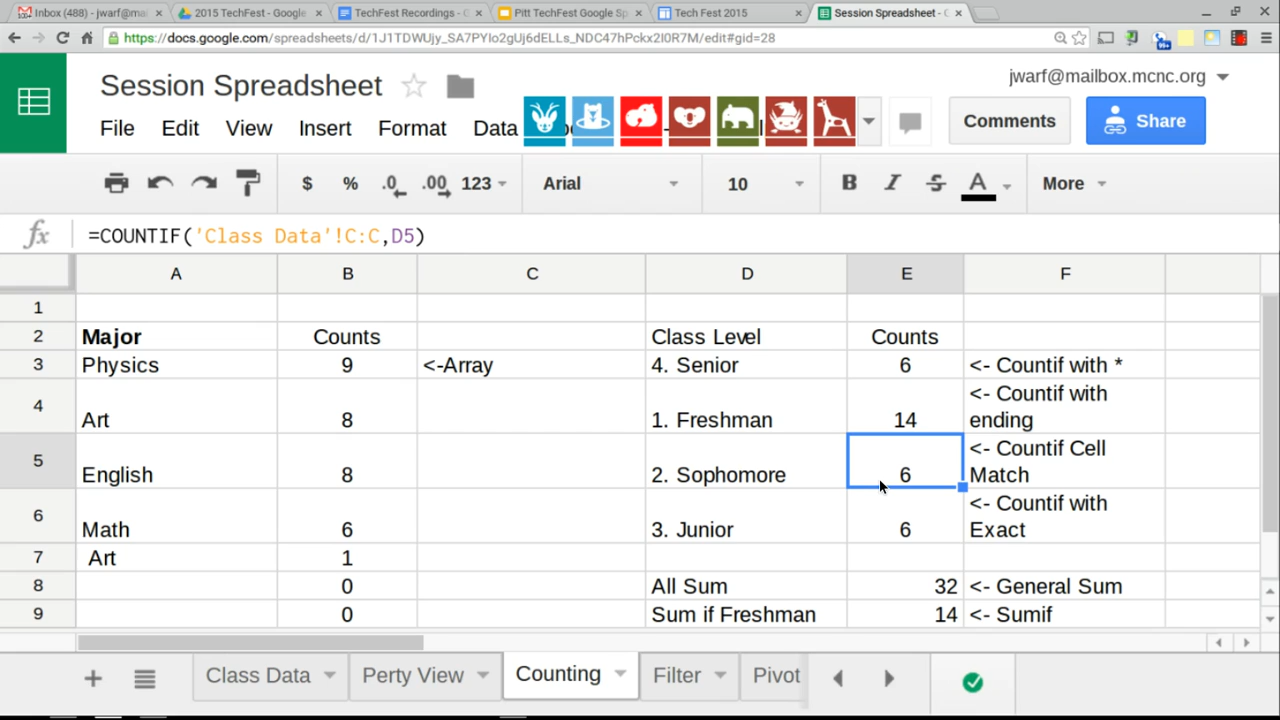 Inbox (488) - jwarf@mai
2015 TechFest - Google
TechFest Recordings - G
Pitt TechFest Google Sp
Tech Fest 2015
Session Spreadsheet - G
https://docs.google.com/spreadsheets/d/1J1TDWUjy_SA7PYIo2gUj6dELLs_NDC47hPckx2I0R7M/edit#gid=28
Session Spreadsheet
jwarf@mailbox.mcnc.org
File Edit View Insert Format Data
Comments
Share
$ % .0 .00 123 Arial 10 B I S A More
fx =COUNTIF('Class Data'!C:C,D5)
A B C D E F
1
2 Major Counts Class Level Counts
3 Physics 9 <-Array 4. Senior 6 <- Countif with *
4 Art 8 1. Freshman 14 <- Countif with
ending
5 English 8 2. Sophomore 6 <- Countif Cell
Match
6 Math 6 3. Junior 6 <- Countif with
Exact
7 Art 1
8 0 All Sum 32 <- General Sum
9 0 Sum if Freshman 14 <- Sumif
Class Data Perty View Counting Filter Pivot